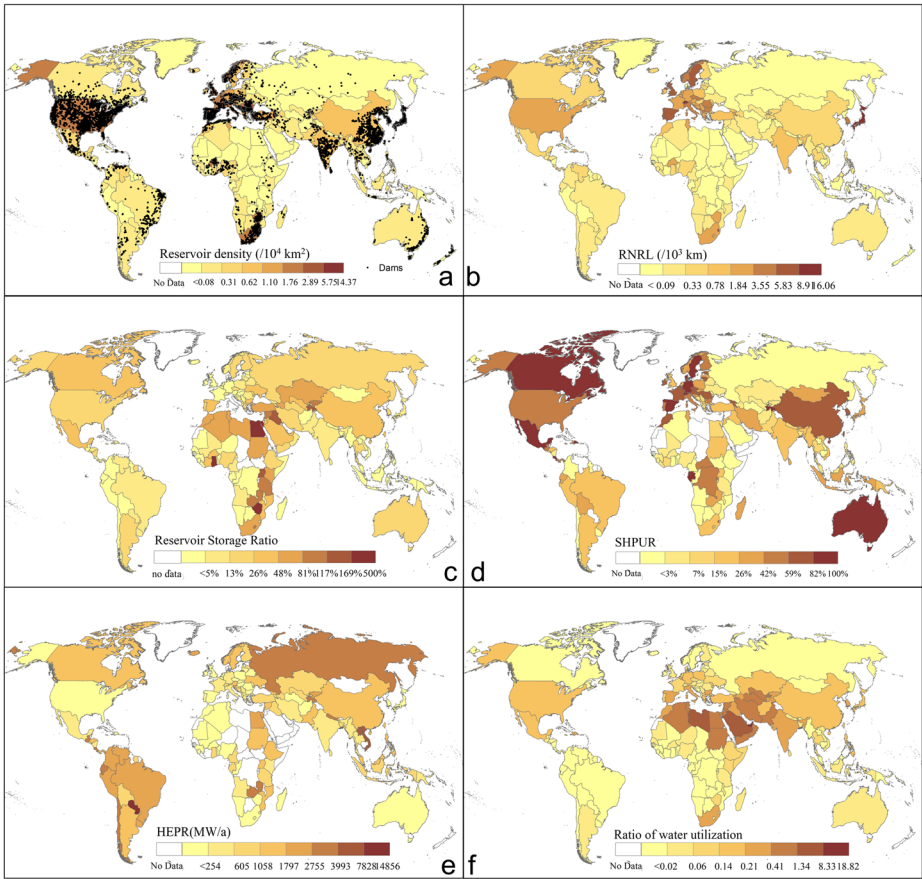 Reservoir density (/10⁴ km²)
No Data <0.08 0.31 0.62 1.10 1.76 2.89 5.75 14.37
Dams
a
RNRL (/10³ km)
No Data < 0.09 0.33 0.78 1.84 3.55 5.83 8.91 16.06
b
Reservoir Storage Ratio
no data <5% 13% 26% 48% 81% 117% 169% 500%
c
SHPUR
No Data <3% 7% 15% 26% 42% 59% 82% 100%
d
HEPR(MW/a)
No Data <254 605 1058 1797 2755 3993 7828 14856
e
Ratio of water utilization
No Data <0.02 0.06 0.14 0.21 0.41 1.34 8.33 18.82
f